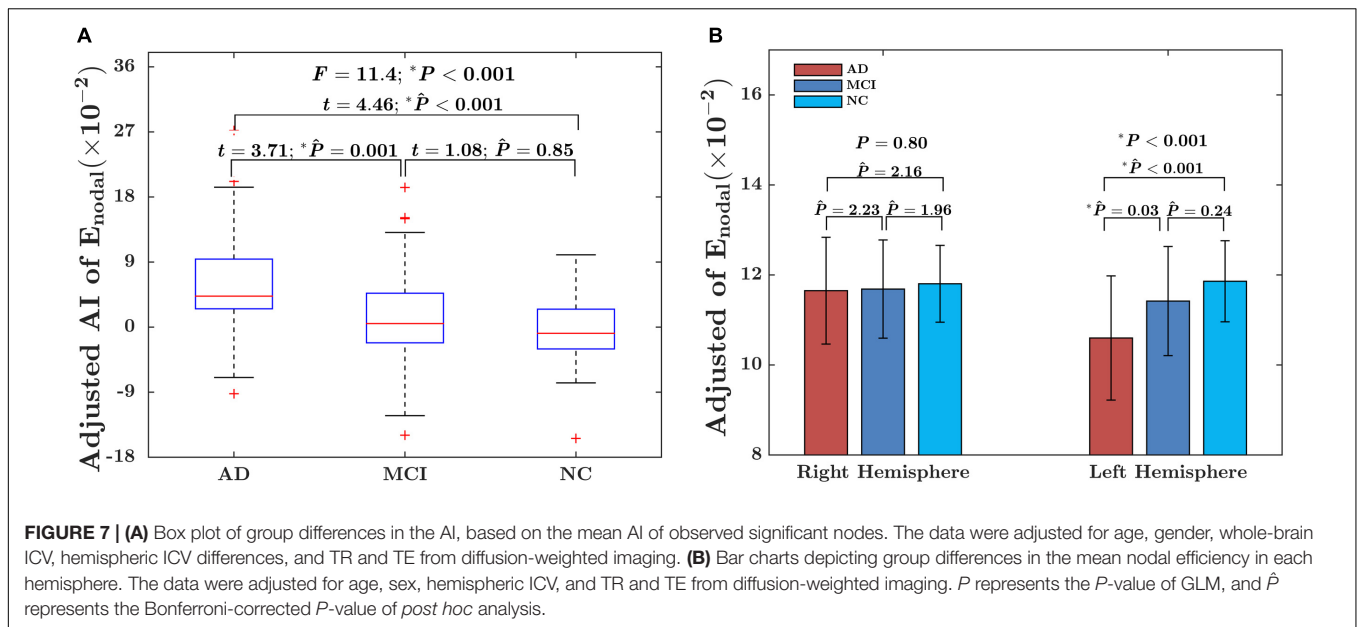 A
Adjusted AI of E_nodal(×10⁻²)
36
27
18
9
0
-9
-18
F = 11.4; *P < 0.001
t = 4.46; *P̂ < 0.001
t = 3.71; *P̂ = 0.001
t = 1.08; P̂ = 0.85
AD
MCI
NC
B
Adjusted of E_nodal(×10⁻²)
16
14
12
10
8
AD
MCI
NC
P = 0.80
P̂ = 2.16
P̂ = 2.23
P̂ = 1.96
*P < 0.001
*P̂ < 0.001
*P̂ = 0.03
P̂ = 0.24
Right Hemisphere
Left Hemisphere
FIGURE 7 | (A) Box plot of group differences in the AI, based on the mean AI of observed significant nodes. The data were adjusted for age, gender, whole-brain
ICV, hemispheric ICV differences, and TR and TE from diffusion-weighted imaging. (B) Bar charts depicting group differences in the mean nodal efficiency in each
hemisphere. The data were adjusted for age, sex, hemispheric ICV, and TR and TE from diffusion-weighted imaging. P represents the P-value of GLM, and P̂
represents the Bonferroni-corrected P-value of post hoc analysis.